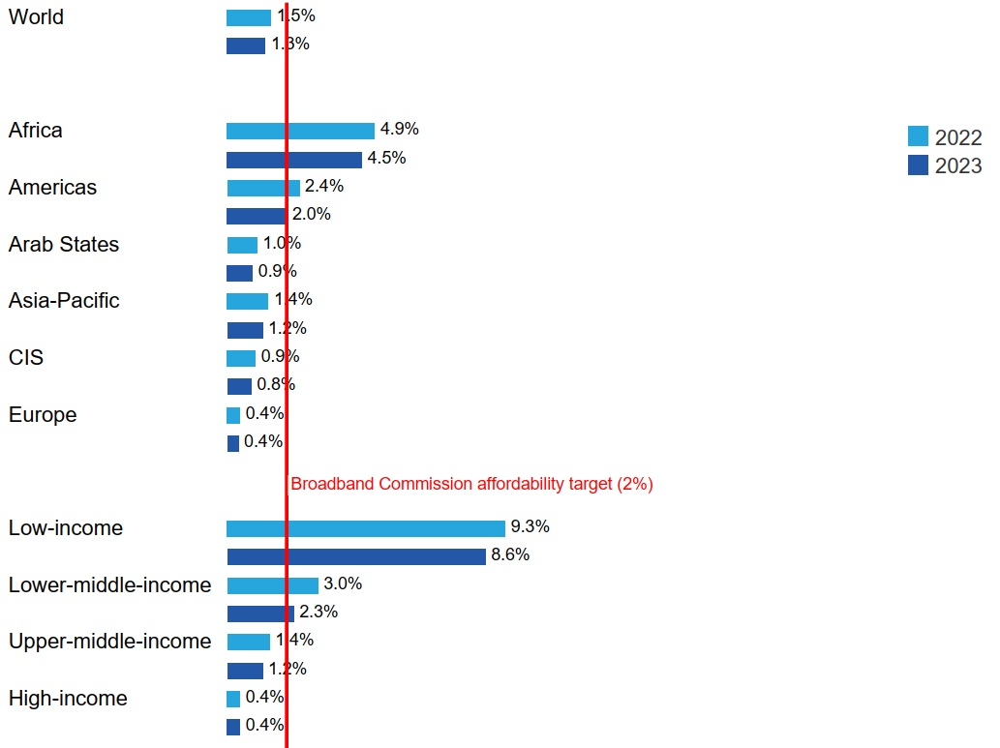 World 1.5%
1.3%
Africa 4.9%
2022
4.5%
2023
Americas 2.4%
2.0%
Arab States 1.0%
0.9%
Asia-Pacific 1.4%
1.2%
CIS 0.9%
0.8%
Europe 0.4%
0.4%
Broadband Commission affordability target (2%)
Low-income 9.3%
8.6%
Lower-middle-income 3.0%
2.3%
Upper-middle-income 1.4%
1.2%
High-income 0.4%
0.4%